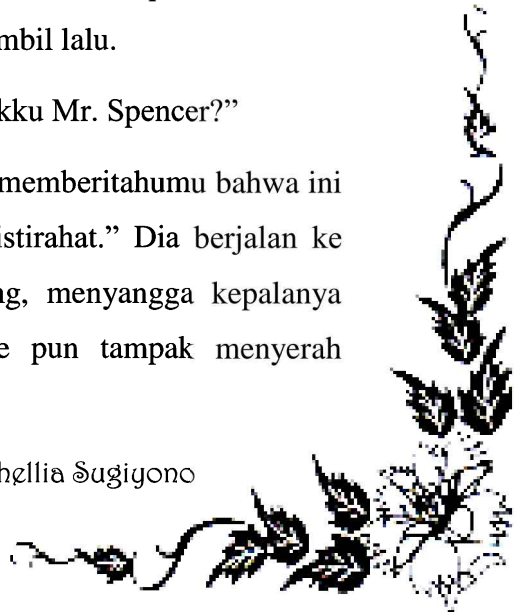 mbil lalu.
kku Mr. Spencer?”
memberitahumu bahwa ini
istirahat.” Dia berjalan ke
ng, menyangga kepalanya
e pun tampak menyerah
hellia Sugiyono